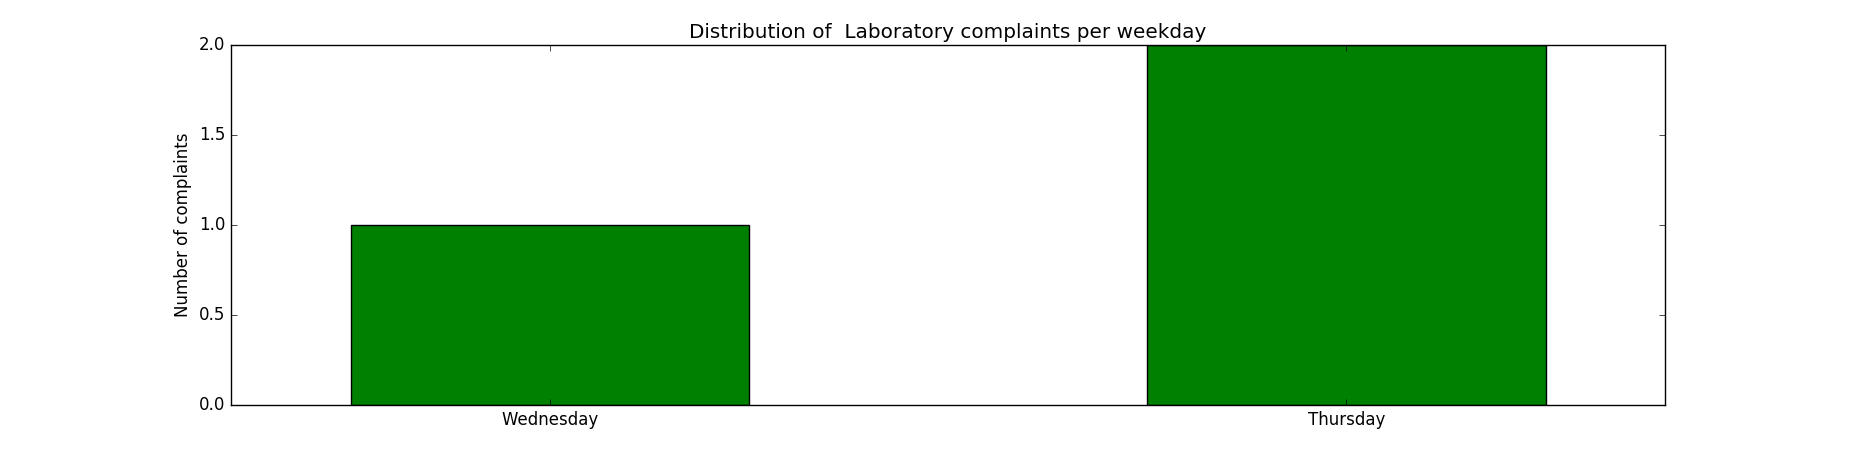 Distribution of  Laboratory complaints per weekday
2.0
1.5
1.0
0.5
0.0
Number of complaints
Wednesday
Thursday